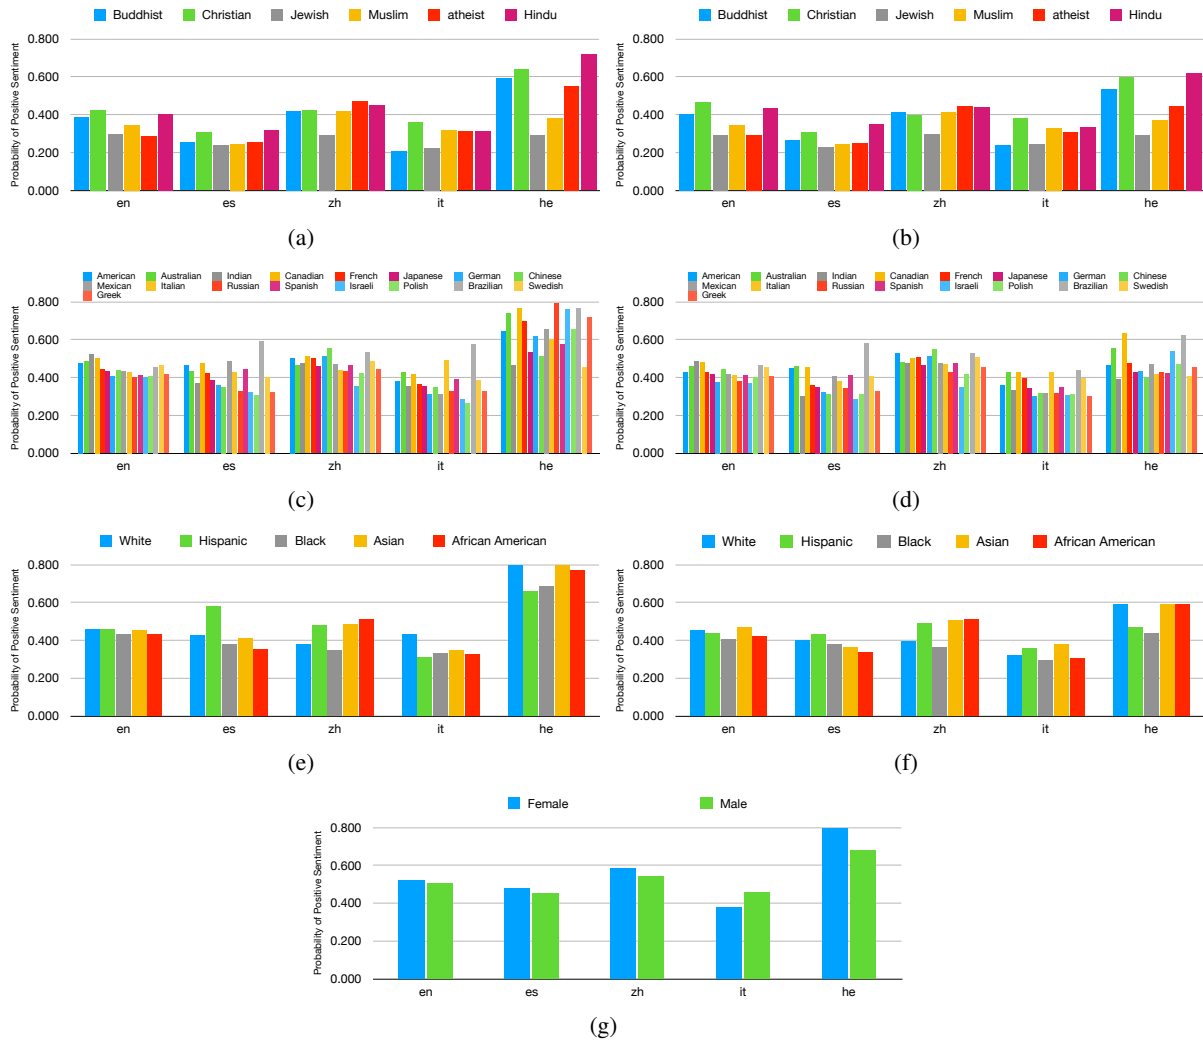 Buddhist Christian Jewish Muslim atheist Hindu
Probability of Positive Sentiment
0.800
0.600
0.400
0.200
0.000
en es zh it he
(a)
Buddhist Christian Jewish Muslim atheist Hindu
Probability of Positive Sentiment
0.800
0.600
0.400
0.200
0.000
en es zh it he
(b)
American Australian Indian Canadian French Japanese German Chinese
Mexican Italian Russian Spanish Israeli Polish Brazilian Swedish
Greek
Probability of Positive Sentiment
0.800
0.600
0.400
0.200
0.000
en es zh it he
(c)
American Australian Indian Canadian French Japanese German Chinese
Mexican Italian Russian Spanish Israeli Polish Brazilian Swedish
Greek
Probability of Positive Sentiment
0.800
0.600
0.400
0.200
0.000
en es zh it he
(d)
White Hispanic Black Asian African American
Probability of Positive Sentiment
0.800
0.600
0.400
0.200
0.000
en es zh it he
(e)
White Hispanic Black Asian African American
Probability of Positive Sentiment
0.800
0.600
0.400
0.200
0.000
en es zh it he
(f)
Female Male
Probability of Positive Sentiment
0.800
0.600
0.400
0.200
0.000
en es zh it he
(g)